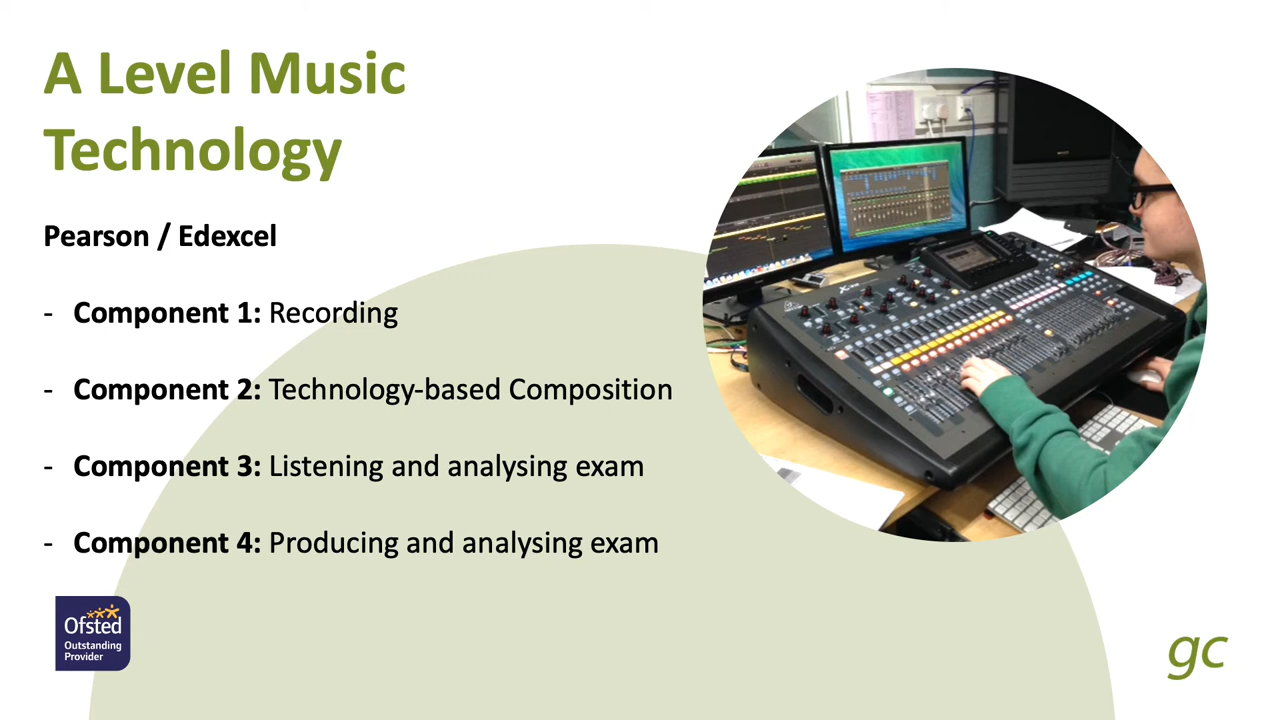 A Level Music
Technology
Pearson / Edexcel
- Component 1: Recording
- Component 2: Technology-based Composition
- Component 3: Listening and analysing exam
- Component 4: Producing and analysing exam
Ofsted
Outstanding
Provider
gc